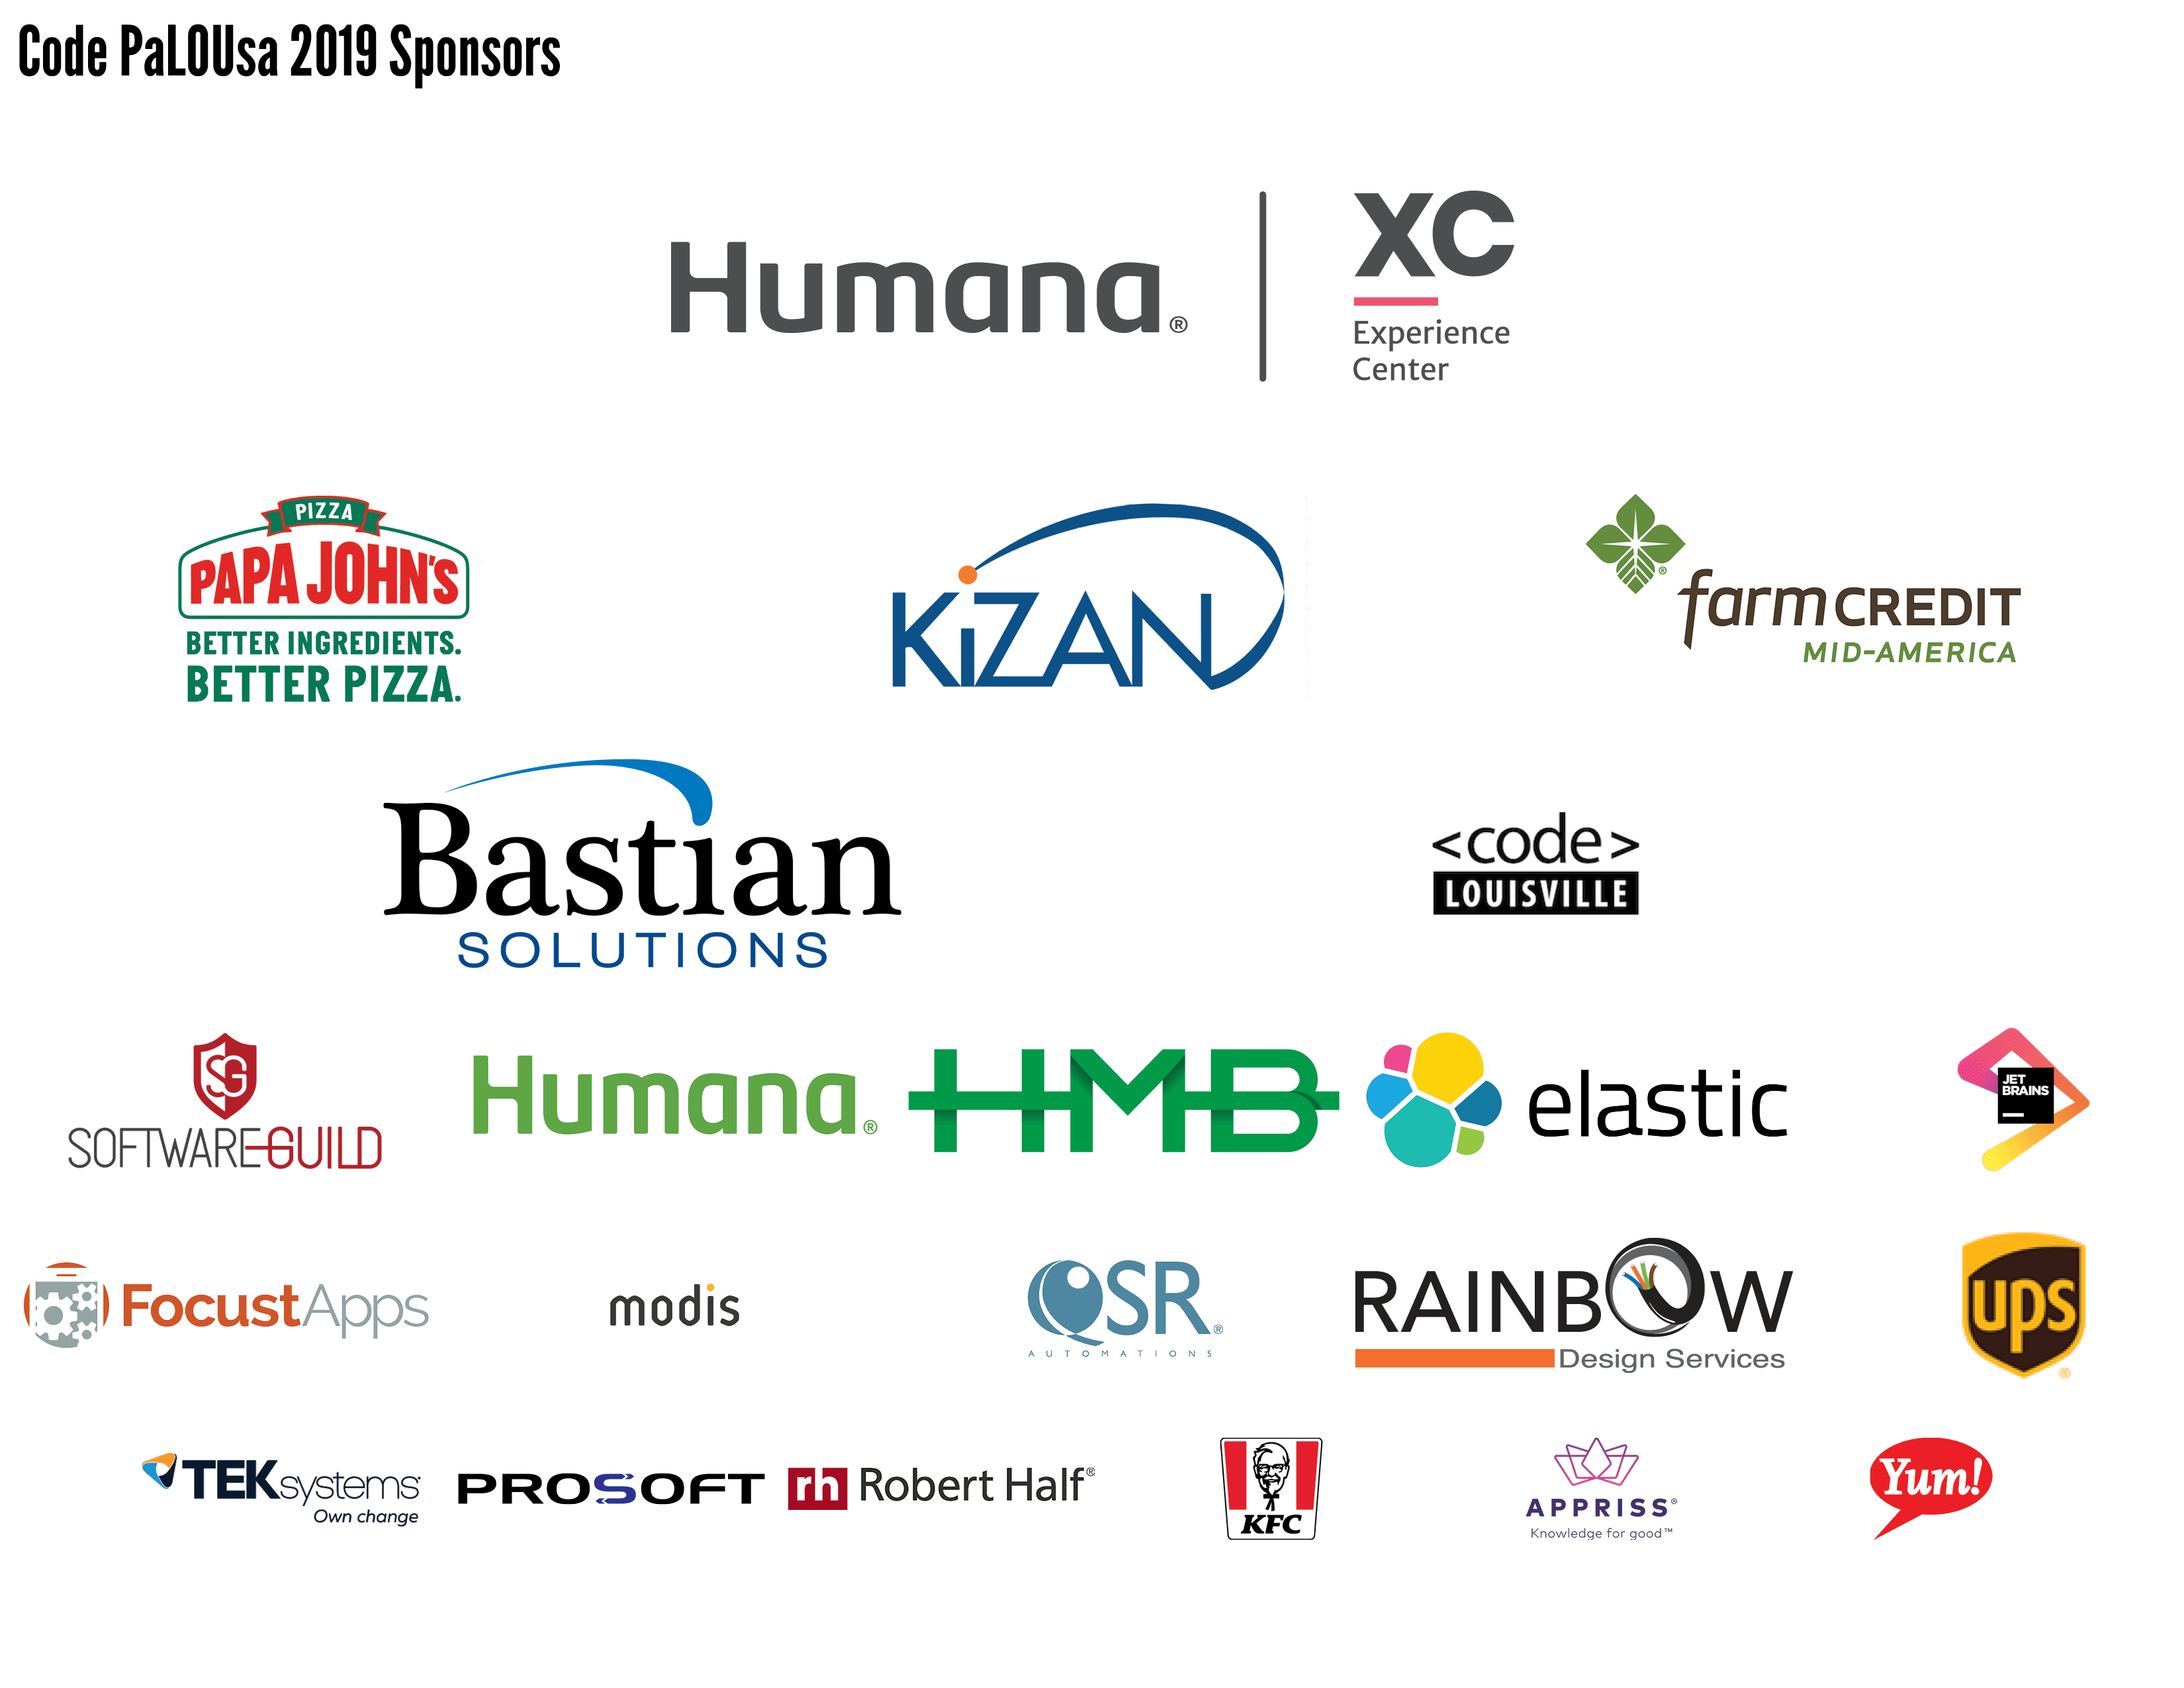 Code PaLOUsa 2019 Sponsors
Humana®
XC
Experience
Center
PIZZA
PAPA JOHN'S
BETTER INGREDIENTS.
BETTER PIZZA.
KiZAN
farm CREDIT
MID-AMERICA
Bastian
SOLUTIONS
<code>
LOUISVILLE
SG
SOFTWARE GUILD
Humana®
HMB
elastic
JET
BRAINS
FocustApps
modis
QSR®
AUTOMATIONS
RAINBOW
Design Services
ups
TEKsystems
Own change
PROSOFT
rh Robert Half®
KFC
APPRISS®
Knowledge for good™
Yum!